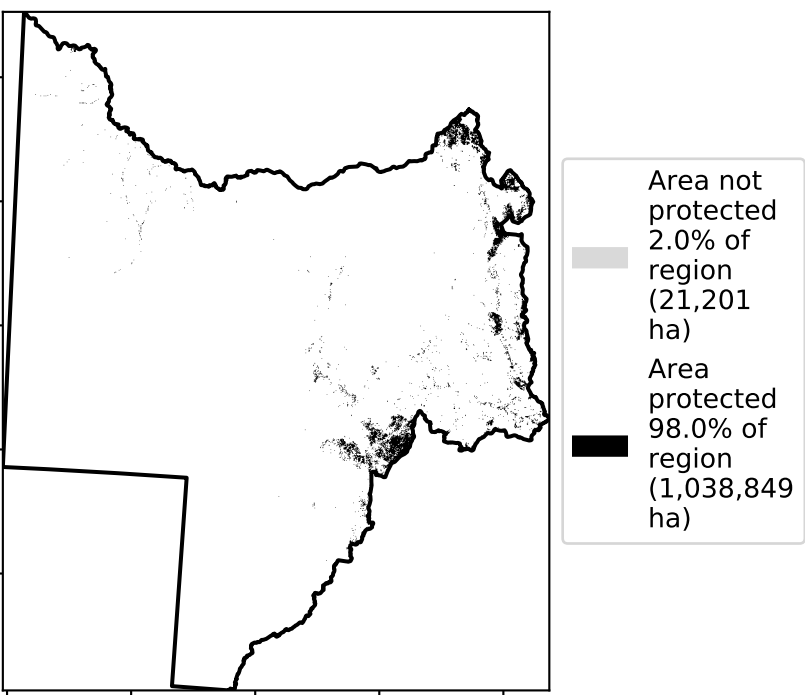 Area not
protected
2.0% of
region
(21,201
ha)
Area
protected
98.0% of
region
(1,038,849
ha)